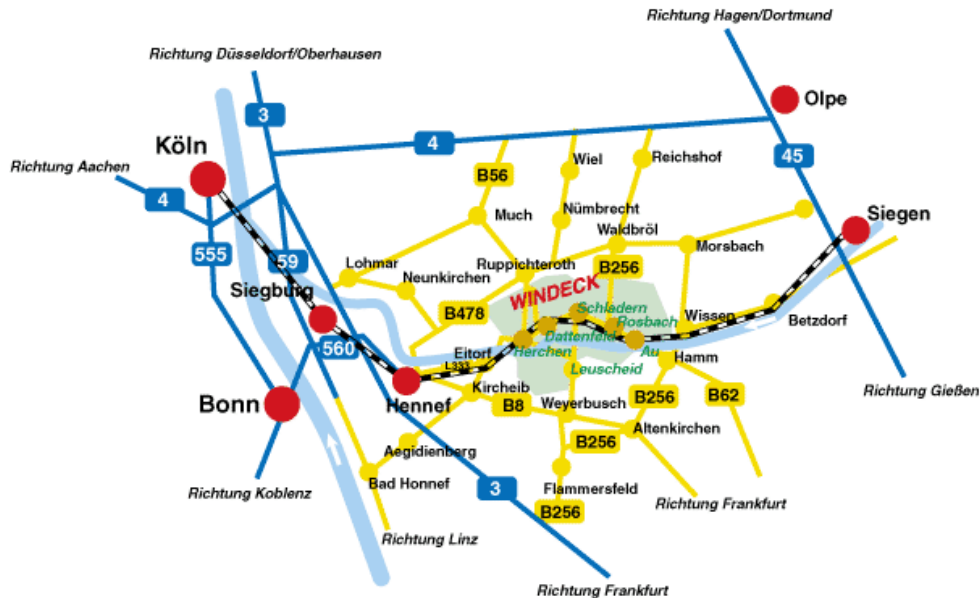 Richtung Hagen/Dortmund
Richtung Düsseldorf/Oberhausen
Olpe
3
4
Köln
Richtung Aachen
45
Wiel
Reichshof
B56
4
Much
Nümbrecht
Siegen
Waldbröl
Morsbach
555
59
Lohmar
Ruppichteroth
B256
Neunkirchen
WINDECK
Siegburg
B478
Schladern
Wissen
Betzdorf
Rosbach
Dattenfeld
560
Eitorf
Herchen
Au
L333
Hamm
Leuscheid
Richtung Gießen
Kircheib
Bonn
Hennef
B8
Weyerbusch
B256
B62
Altenkirchen
B256
Aegidienberg
Bad Honnef
Richtung Koblenz
3
Flammersfeld
Richtung Frankfurt
B256
Richtung Linz
Richtung Frankfurt